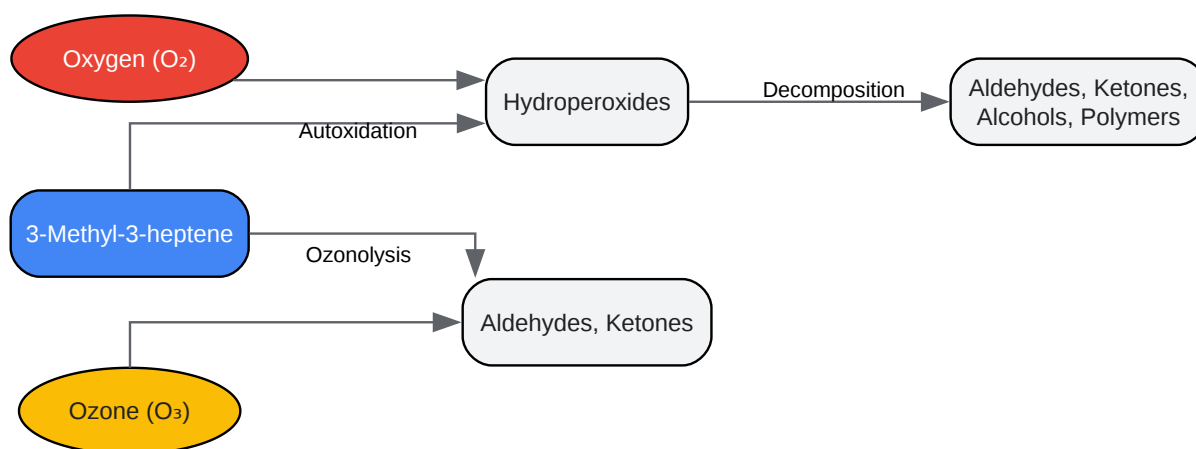 Oxygen (O₂)
Hydroperoxides
Decomposition
Aldehydes, Ketones,
Alcohols, Polymers
Autoxidation
3-Methyl-3-heptene
Ozonolysis
Aldehydes, Ketones
Ozone (O₃)